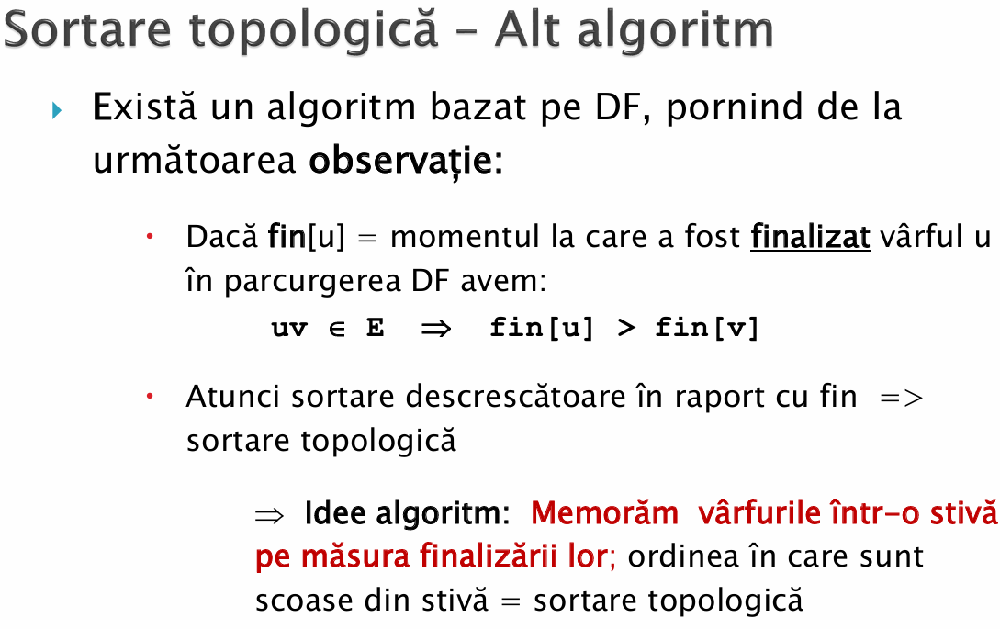 Sortare topologică – Alt algoritm
Există un algoritm bazat pe DF, pornind de la
următoarea observație:
• Dacă fin[u] = momentul la care a fost finalizat vârful u
în parcurgerea DF avem:
uv ∈ E ⇒ fin[u] > fin[v]
• Atunci sortare descrescătoare în raport cu fin =>
sortare topologică
⇒ Idee algoritm: Memorăm vârfurile într-o stivă
pe măsura finalizării lor; ordinea în care sunt
scoase din stivă = sortare topologică